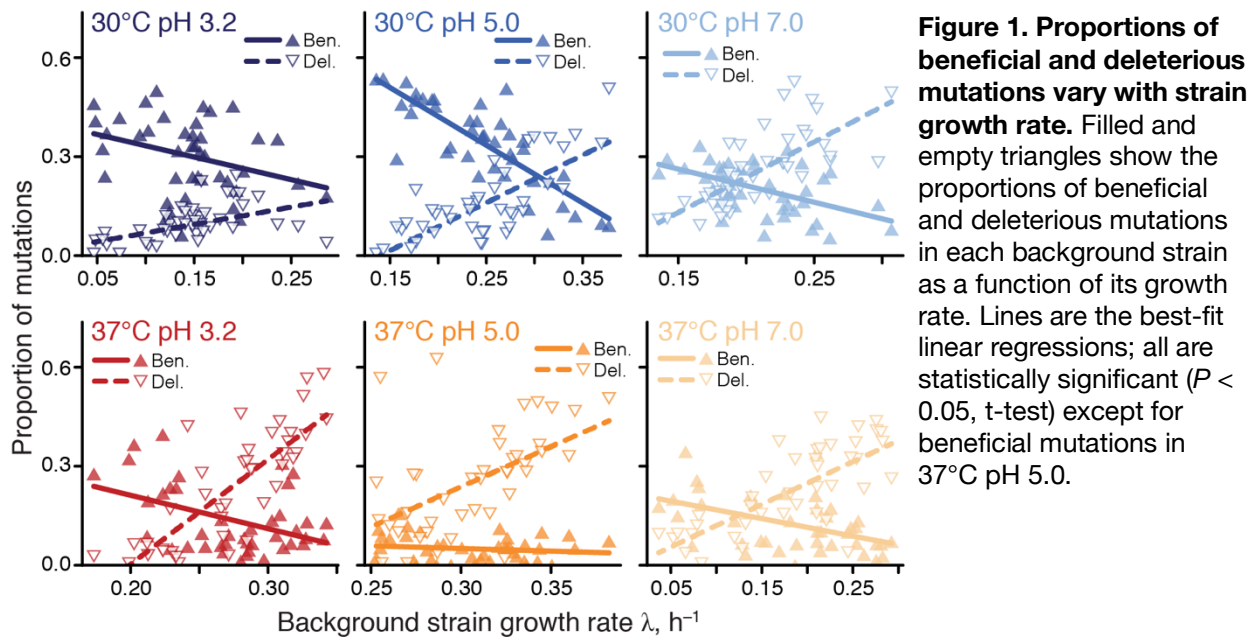 30°C pH 3.2
Ben.
Del.
30°C pH 5.0
Ben.
Del.
30°C pH 7.0
Ben.
Del.
0.6
0.3
0.0
0.05
0.15
0.25
0.15
0.25
0.35
0.15
0.25
37°C pH 3.2
Ben.
Del.
37°C pH 5.0
Ben.
Del.
37°C pH 7.0
Ben.
Del.
0.6
0.3
0.0
0.20
0.30
0.25
0.30
0.35
0.05
0.15
0.25
Proportion of mutations
Background strain growth rate λ, h⁻¹
Figure 1. Proportions of
beneficial and deleterious
mutations vary with strain
growth rate. Filled and
empty triangles show the
proportions of beneficial
and deleterious mutations
in each background strain
as a function of its growth
rate. Lines are the best-fit
linear regressions; all are
statistically significant (P <
0.05, t-test) except for
beneficial mutations in
37°C pH 5.0.